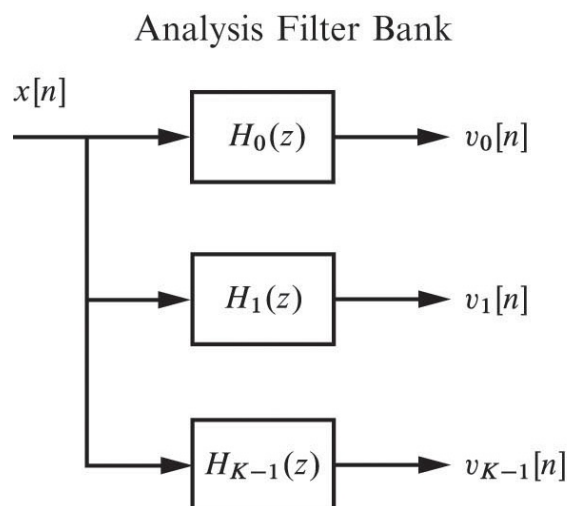 Analysis Filter Bank
x[n]
H₀(z)
v₀[n]
H₁(z)
v₁[n]
H_{K−1}(z)
v_{K−1}[n]